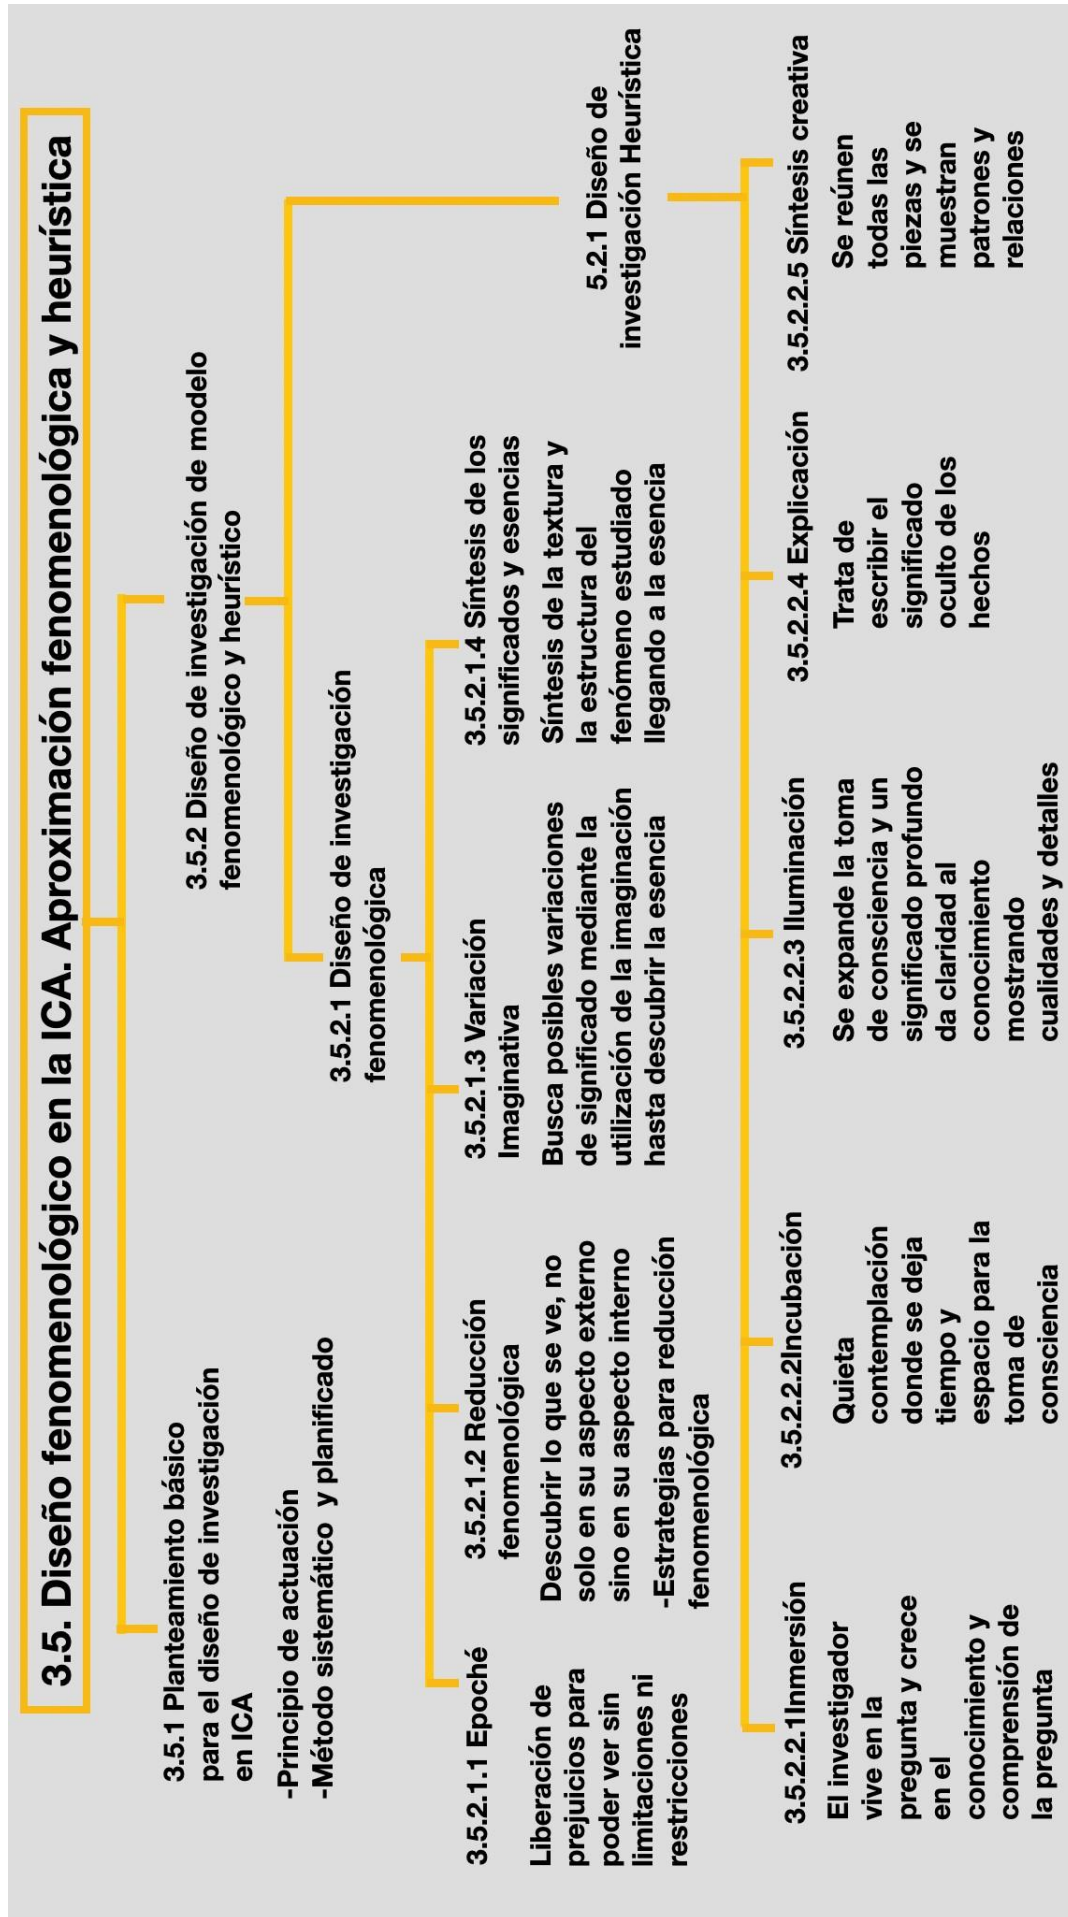 3.5. Diseño fenomenológico en la ICA. Aproximación fenomenológica y heurística
3.5.1 Planteamiento básico
para el diseño de investigación
en ICA
-Principio de actuación
-Método sistemático y planificado
3.5.2 Diseño de investigación de modelo
fenomenológico y heurístico
3.5.2.1 Diseño de investigación
fenomenológica
5.2.1 Diseño de
investigación Heurística
3.5.2.1.1 Epoché
Liberación de
prejuicios para
poder ver sin
limitaciones ni
restricciones
3.5.2.1.2 Reducción
fenomenológica
Descubrir lo que se ve, no
solo en su aspecto externo
sino en su aspecto interno
-Estrategias para reducción
fenomenológica
3.5.2.1.3 Variación
Imaginativa
Busca posibles variaciones
de significado mediante la
utilización de la imaginación
hasta descubrir la esencia
3.5.2.1.4 Síntesis de los
significados y esencias
Síntesis de la textura y
la estructura del
fenómeno estudiado
llegando a la esencia
3.5.2.2.1Inmersión
El investigador
vive en la
pregunta y crece
en el
conocimiento y
comprensión de
la pregunta
3.5.2.2.2Incubación
Quieta
contemplación
donde se deja
tiempo y
espacio para la
toma de
consciencia
3.5.2.2.3 Iluminación
Se expande la toma
de consciencia y un
significado profundo
da claridad al
conocimiento
mostrando
cualidades y detalles
3.5.2.2.4 Explicación
Trata de
escribir el
significado
oculto de los
hechos
3.5.2.2.5 Síntesis creativa
Se reúnen
todas las
piezas y se
muestran
patrones y
relaciones